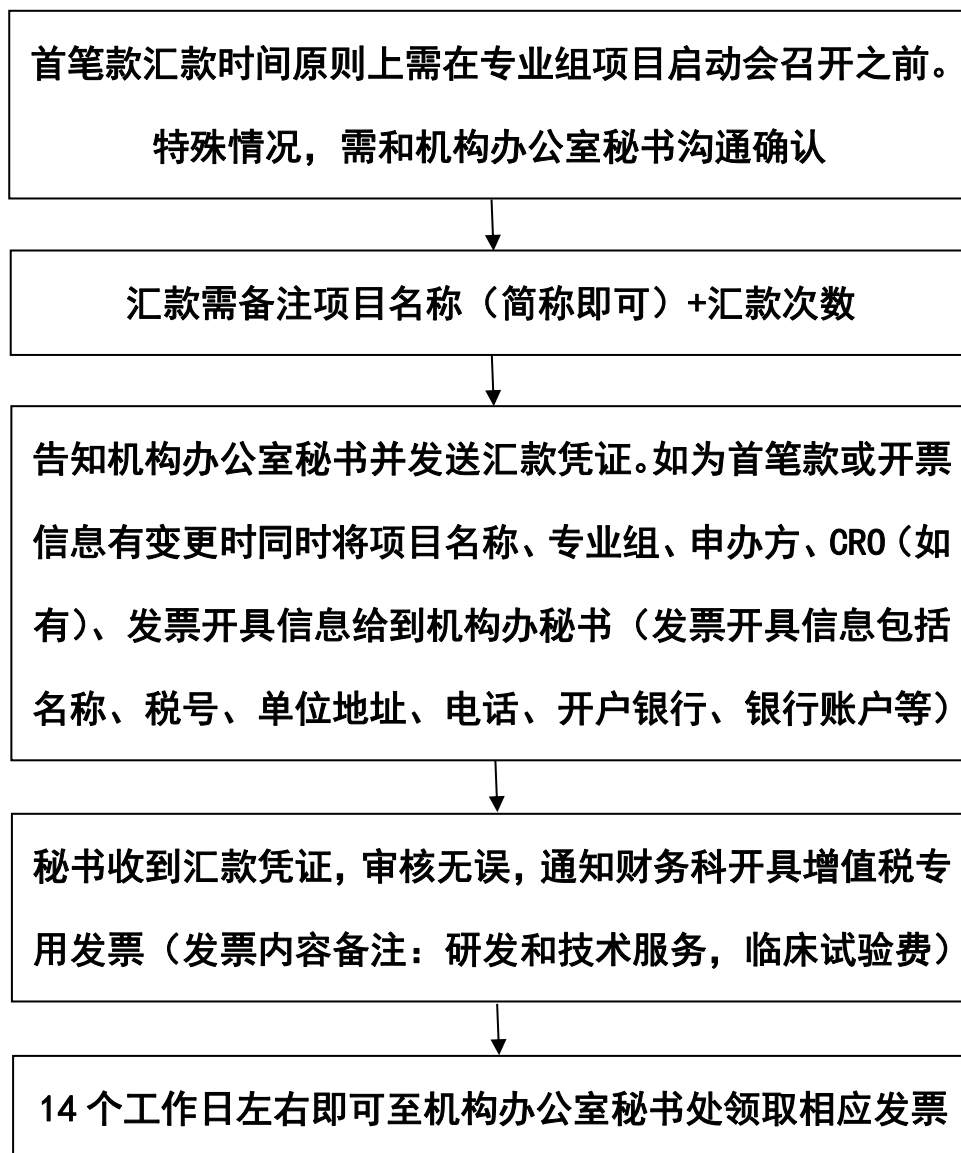 首笔款汇款时间原则上需在专业组项目启动会召开之前。
特殊情况，需和机构办公室秘书沟通确认
汇款需备注项目名称（简称即可）+汇款次数
告知机构办公室秘书并发送汇款凭证。如为首笔款或开票
信息有变更时同时将项目名称、专业组、申办方、CRO（如
有）、发票开具信息给到机构办秘书（发票开具信息包括
名称、税号、单位地址、电话、开户银行、银行账户等）
秘书收到汇款凭证，审核无误，通知财务科开具增值税专
用发票（发票内容备注：研发和技术服务，临床试验费）
14 个工作日左右即可至机构办公室秘书处领取相应发票